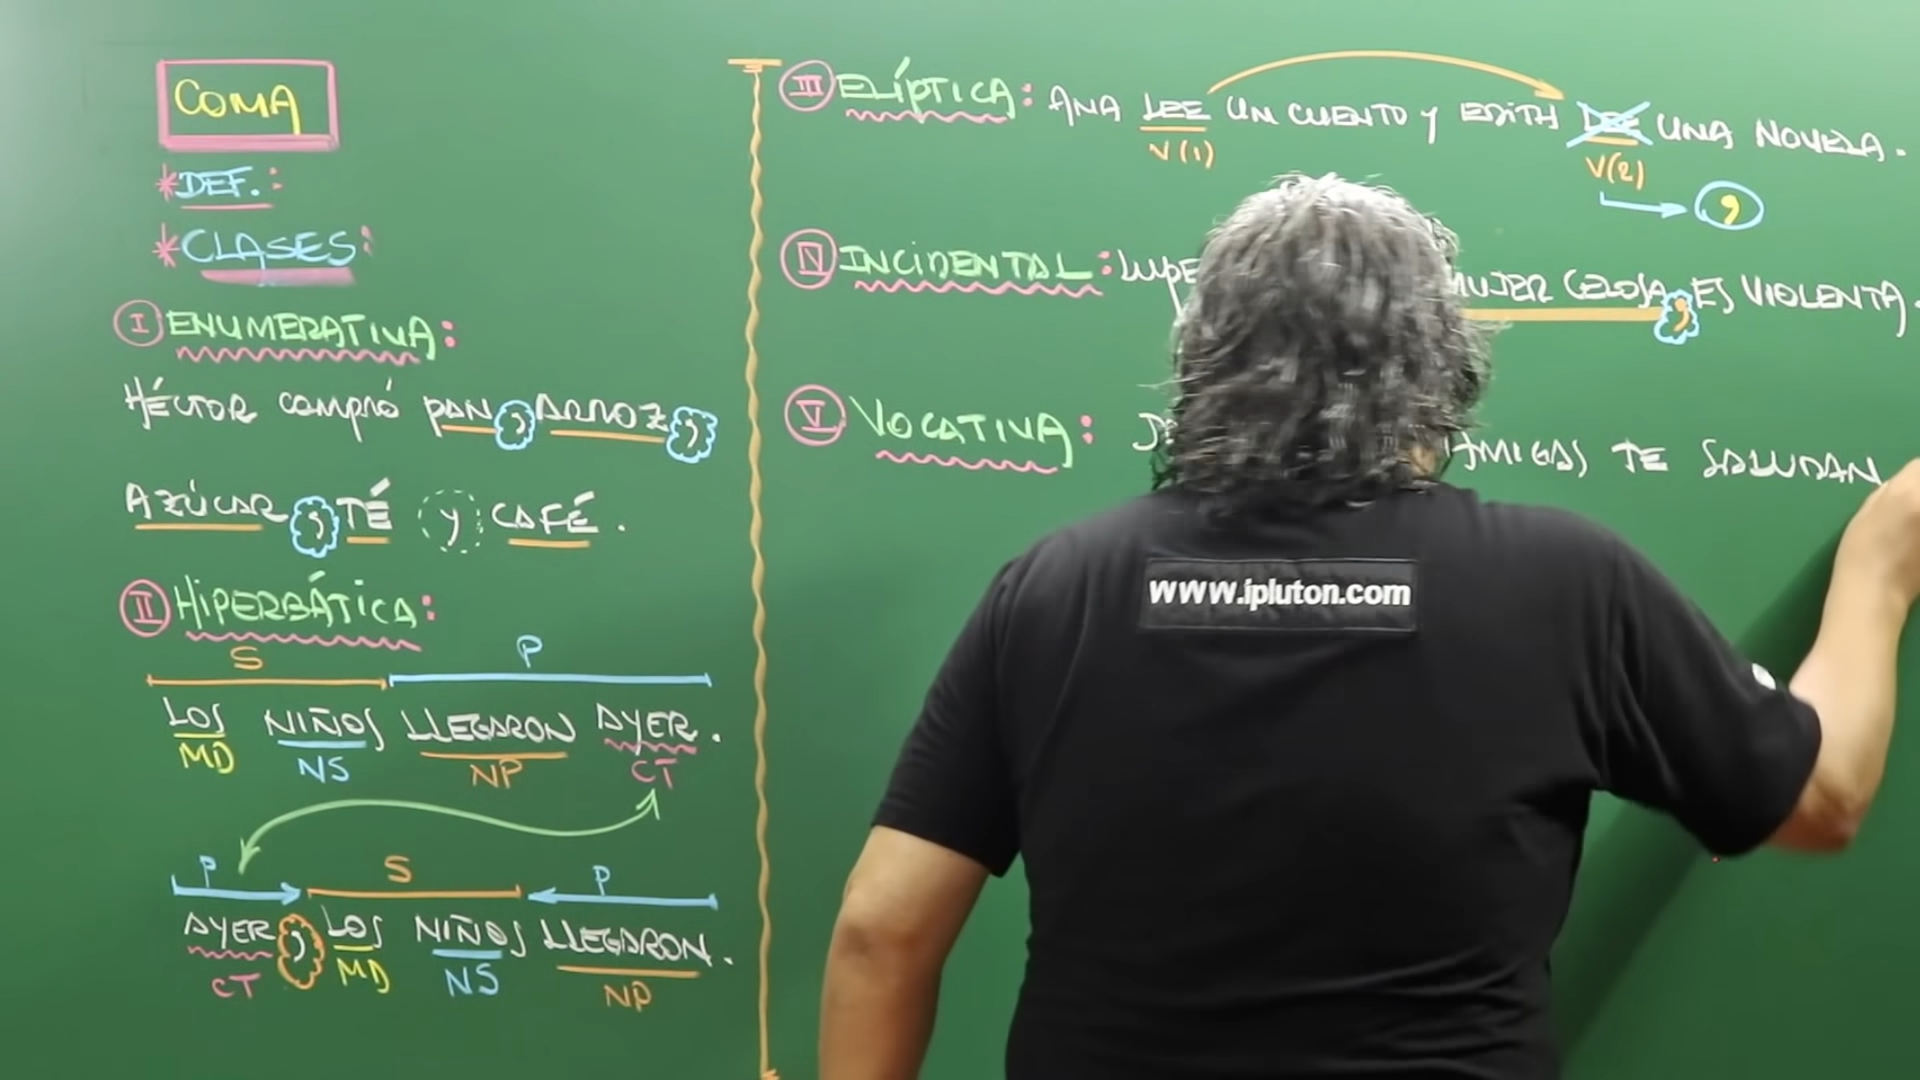 COMA
*DEF.:
*CLASES:
I ENUMERATIVA:
HÉCTOR COMPRÓ PAN, ARROZ,
AZÚCAR, TÉ y CAFÉ.
II HIPERBÁTICA:
S P
LOS NIÑOS LLEGARON AYER.
MD NS NP CT
P S P
AYER, LOS NIÑOS LLEGARON.
CT MD NS NP
III ELÍPTICA: ANA LEE UN CUENTO Y EDITH LEE UNA NOVELA.
V(1) V(2)
,
IV INCIDENTAL: LUPE MUJER CELOSA, ES VIOLENTA.
V VOCATIVA: AMIGAS TE SALUDAN
www.ipluton.com